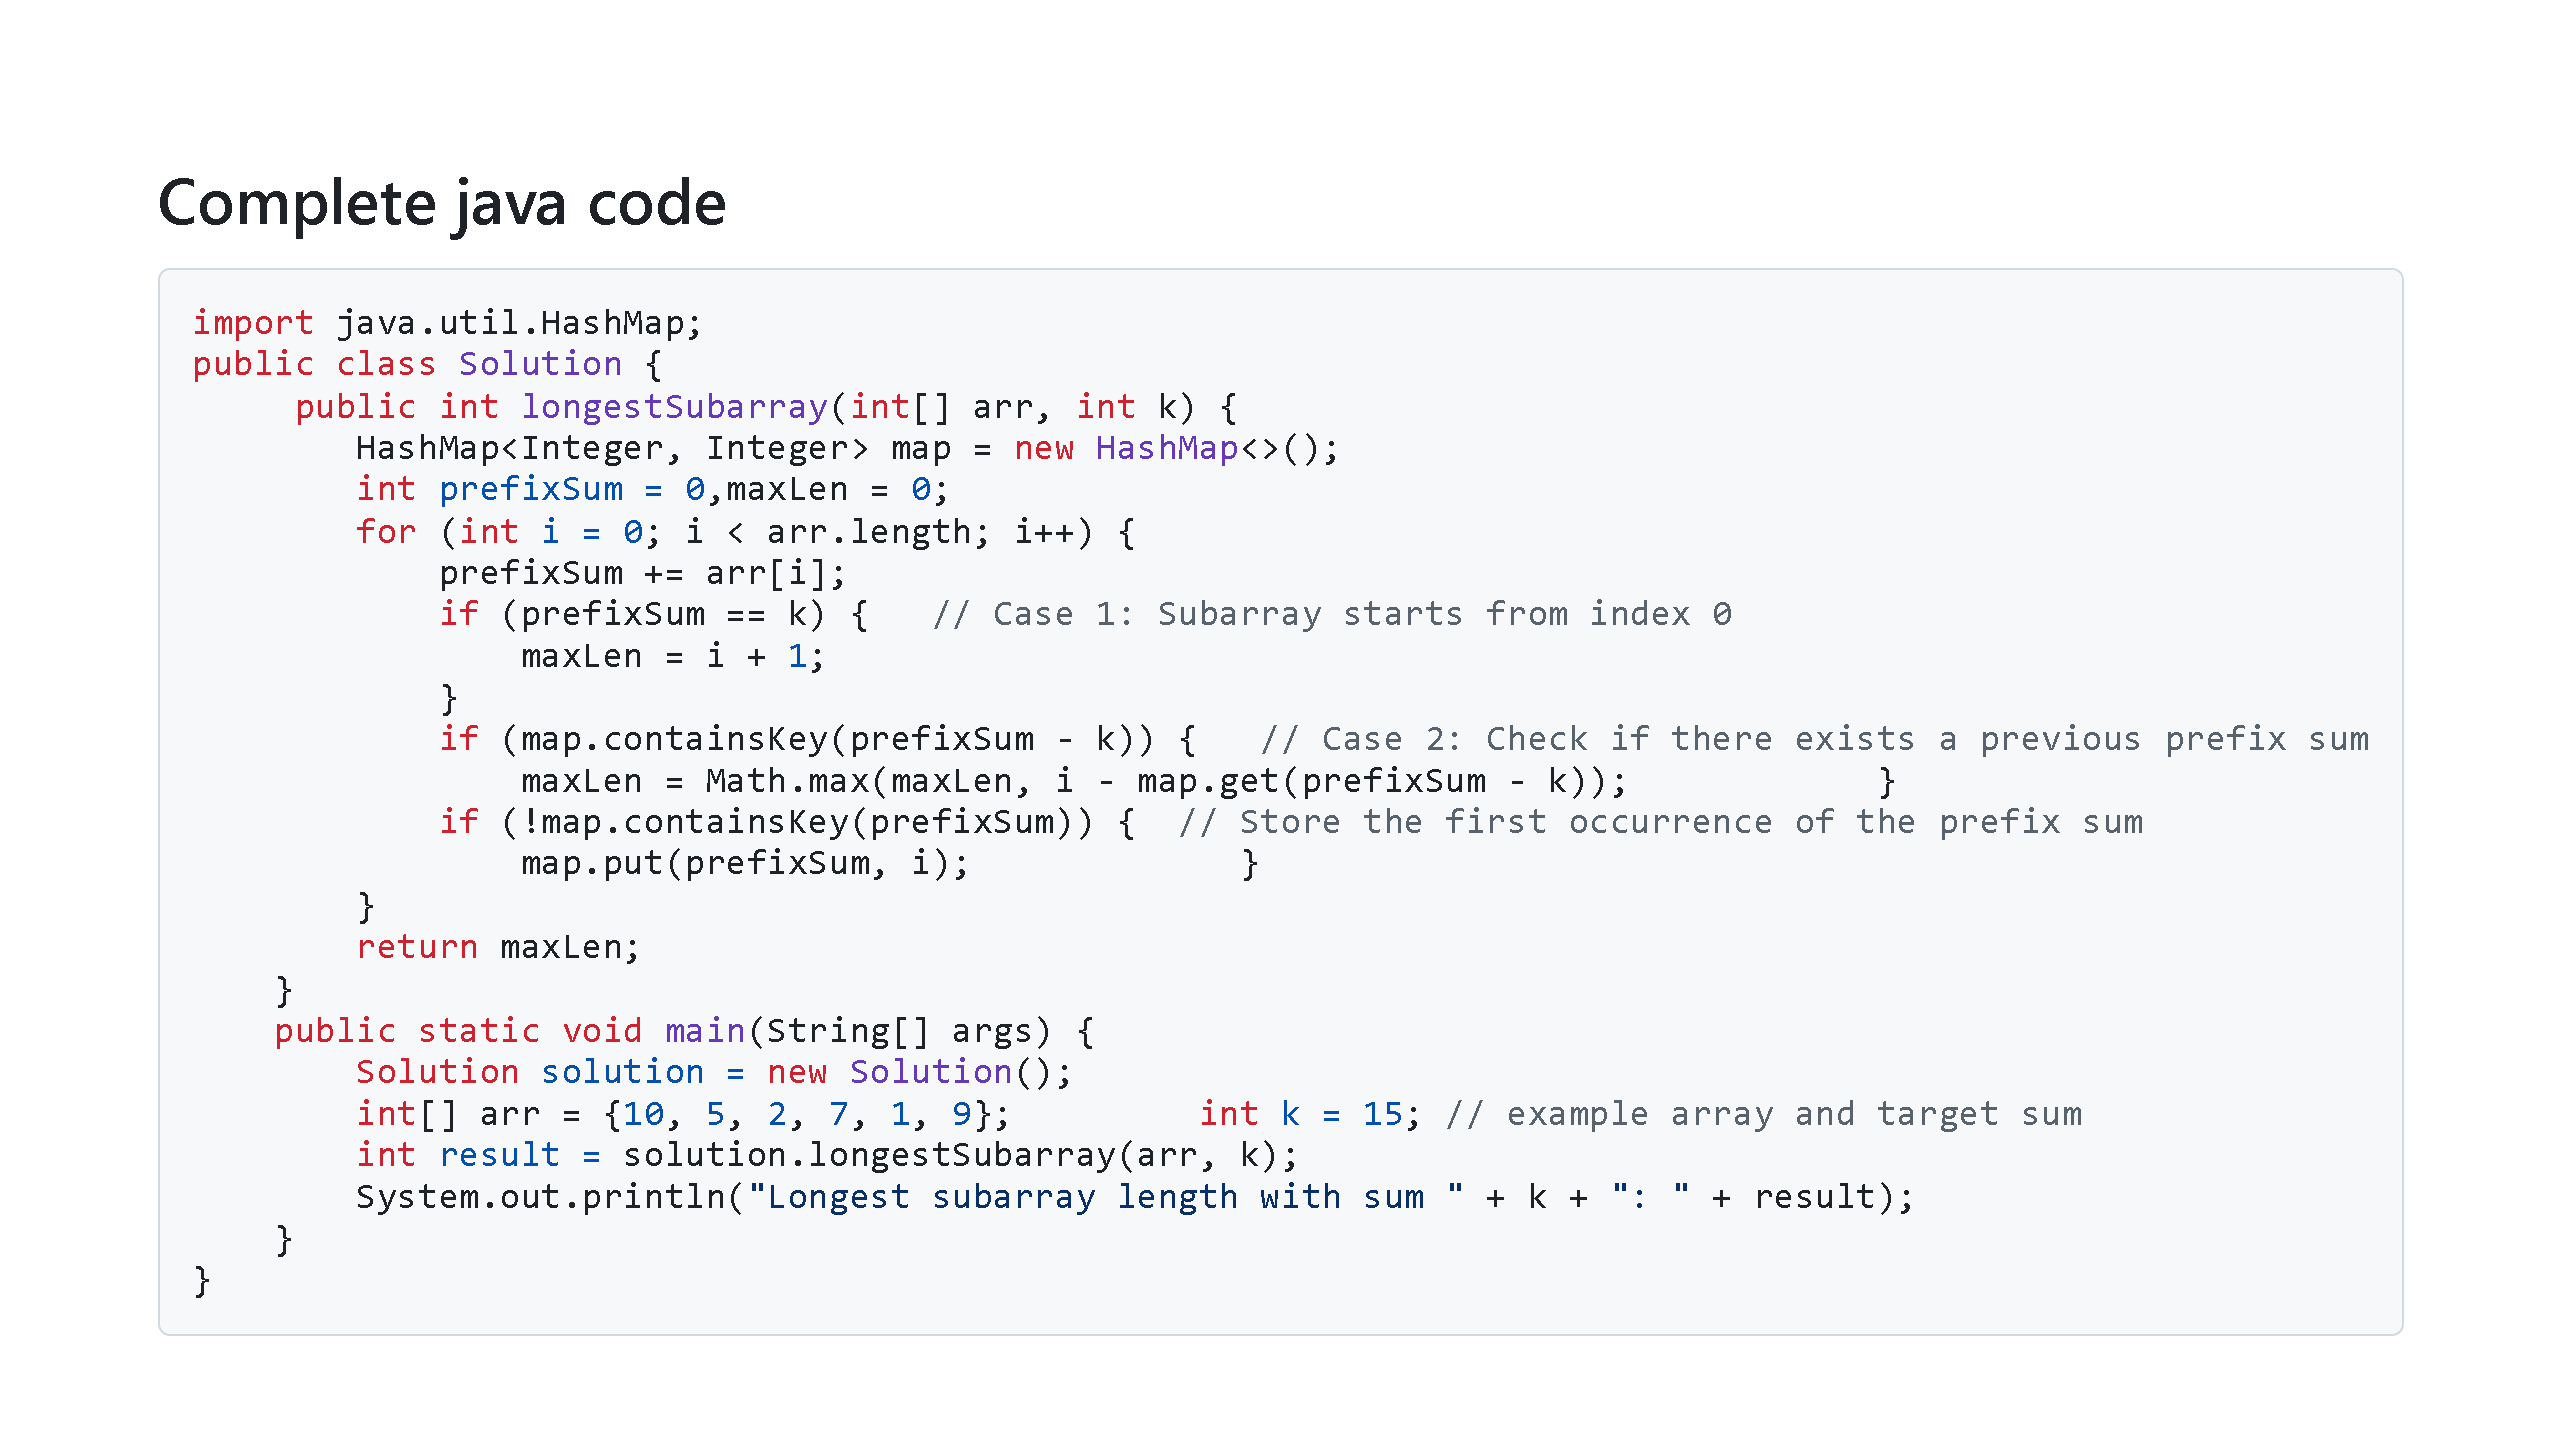 Complete java code
import java.util.HashMap;
public class Solution {
     public int longestSubarray(int[] arr, int k) {
        HashMap<Integer, Integer> map = new HashMap<>();
        int prefixSum = 0,maxLen = 0;
        for (int i = 0; i < arr.length; i++) {
            prefixSum += arr[i];
            if (prefixSum == k) {   // Case 1: Subarray starts from index 0
                maxLen = i + 1;
            }
            if (map.containsKey(prefixSum - k)) {   // Case 2: Check if there exists a previous prefix sum
                maxLen = Math.max(maxLen, i - map.get(prefixSum - k));            }
            if (!map.containsKey(prefixSum)) {  // Store the first occurrence of the prefix sum
                map.put(prefixSum, i);             }
        }
        return maxLen;
    }
    public static void main(String[] args) {
        Solution solution = new Solution();
        int[] arr = {10, 5, 2, 7, 1, 9};         int k = 15; // example array and target sum
        int result = solution.longestSubarray(arr, k);
        System.out.println("Longest subarray length with sum " + k + ": " + result);
    }
}